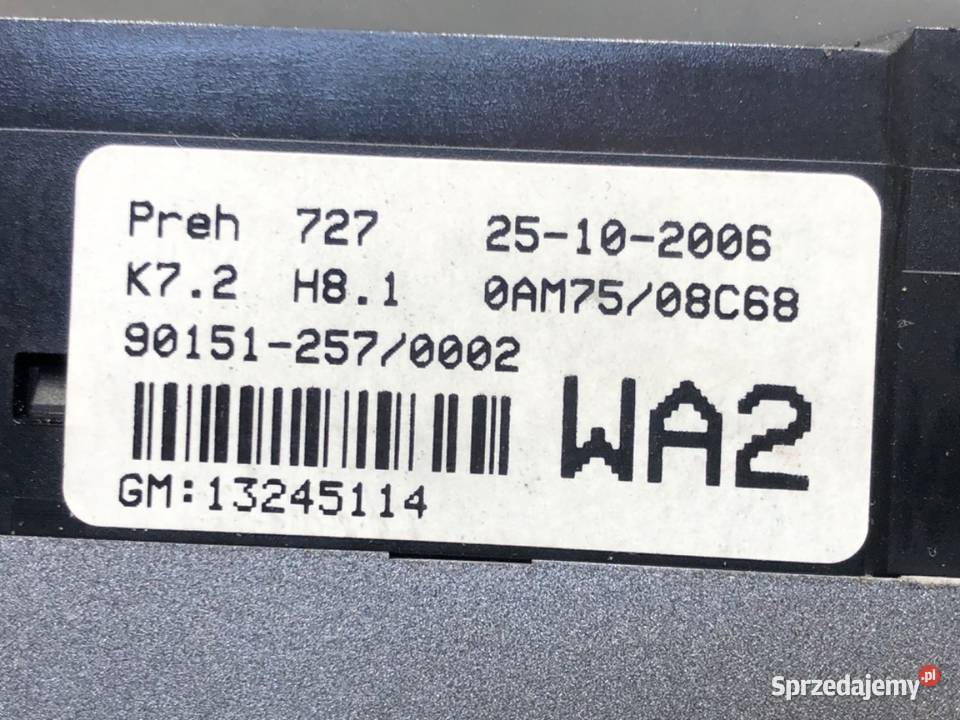 Preh 727 25-10-2006
K7.2 H8.1 0AM75/08C68
90151-257/0002
WA2
GM:13245114
Sprzedajemy.pl